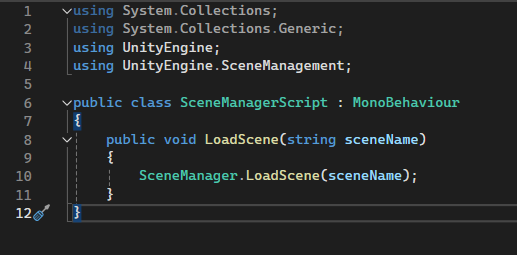 1 using System.Collections;
2 using System.Collections.Generic;
3 using UnityEngine;
4 using UnityEngine.SceneManagement;
5
6 public class SceneManagerScript : MonoBehaviour
7 {
8     public void LoadScene(string sceneName)
9     {
10         SceneManager.LoadScene(sceneName);
11     }
12 }